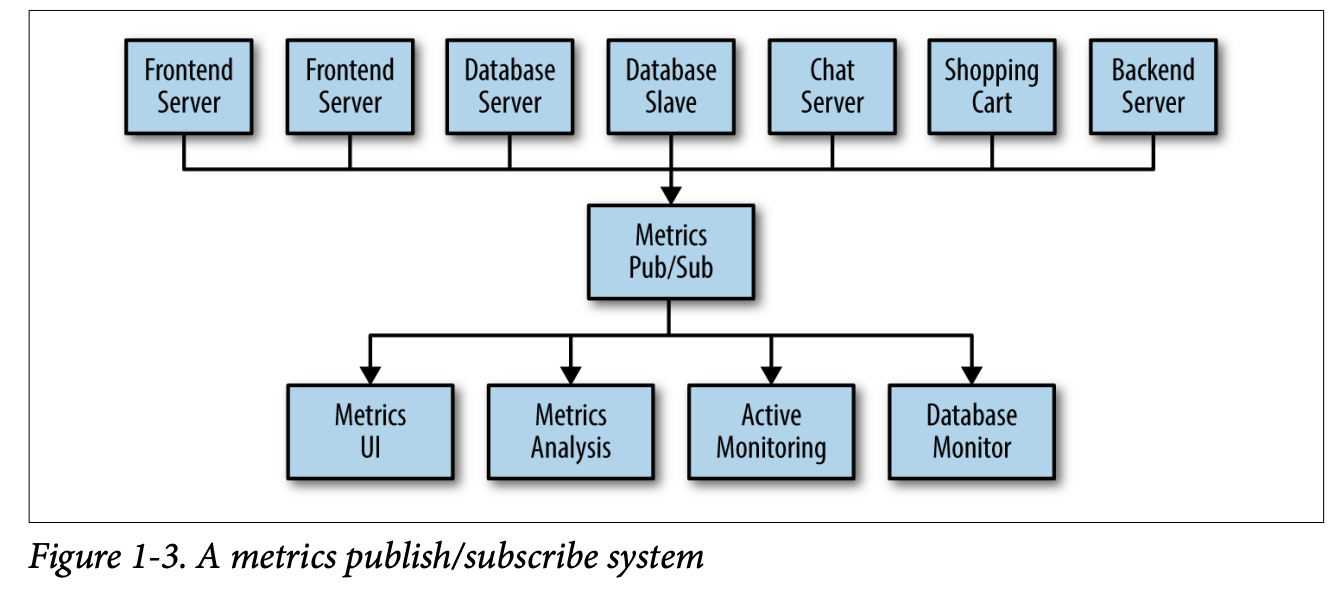 Frontend
Server
Frontend
Server
Database
Server
Database
Slave
Chat
Server
Shopping
Cart
Backend
Server
Metrics
Pub/Sub
Metrics
UI
Metrics
Analysis
Active
Monitoring
Database
Monitor
Figure 1-3. A metrics publish/subscribe system